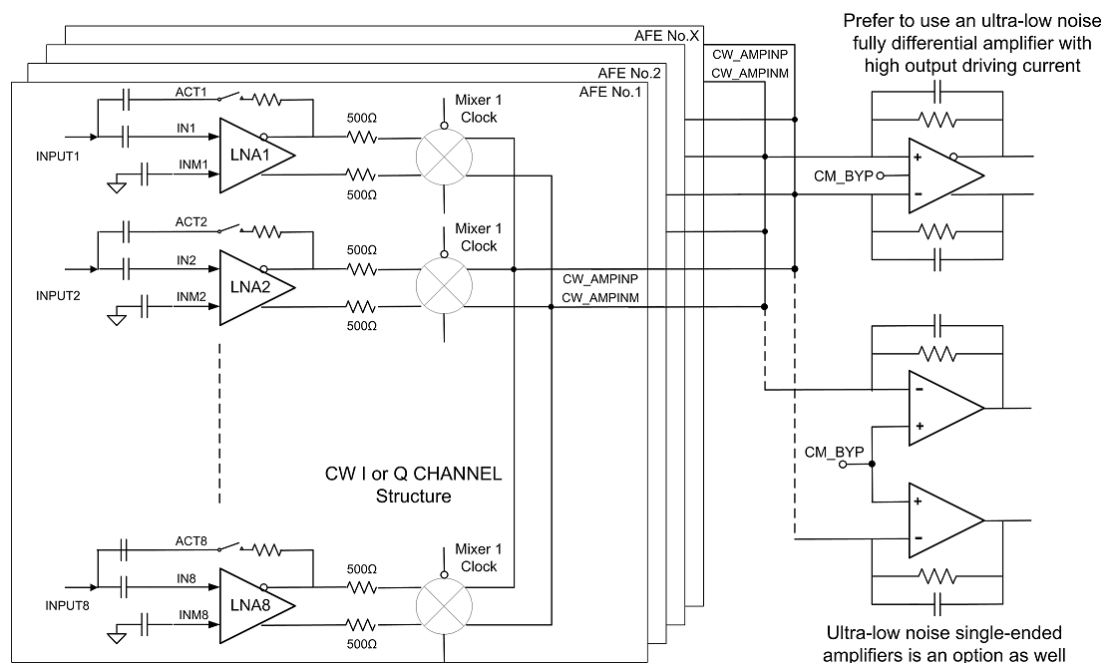 Prefer to use an ultra-low noise
fully differential amplifier with
high output driving current
AFE No.X
AFE No.2
AFE No.1
CW_AMPINP
CW_AMPINM
ACT1
IN1
INPUT1
INM1
LNA1
500Ω
500Ω
Mixer 1
Clock
CM_BYP
+
-
ACT2
IN2
INPUT2
INM2
LNA2
500Ω
500Ω
Mixer 1
Clock
CW_AMPINP
CW_AMPINM
-
+
CM_BYP
+
-
CW I or Q CHANNEL
Structure
ACT8
IN8
INPUT8
INM8
LNA8
500Ω
500Ω
Mixer 1
Clock
Ultra-low noise single-ended
amplifiers is an option as well